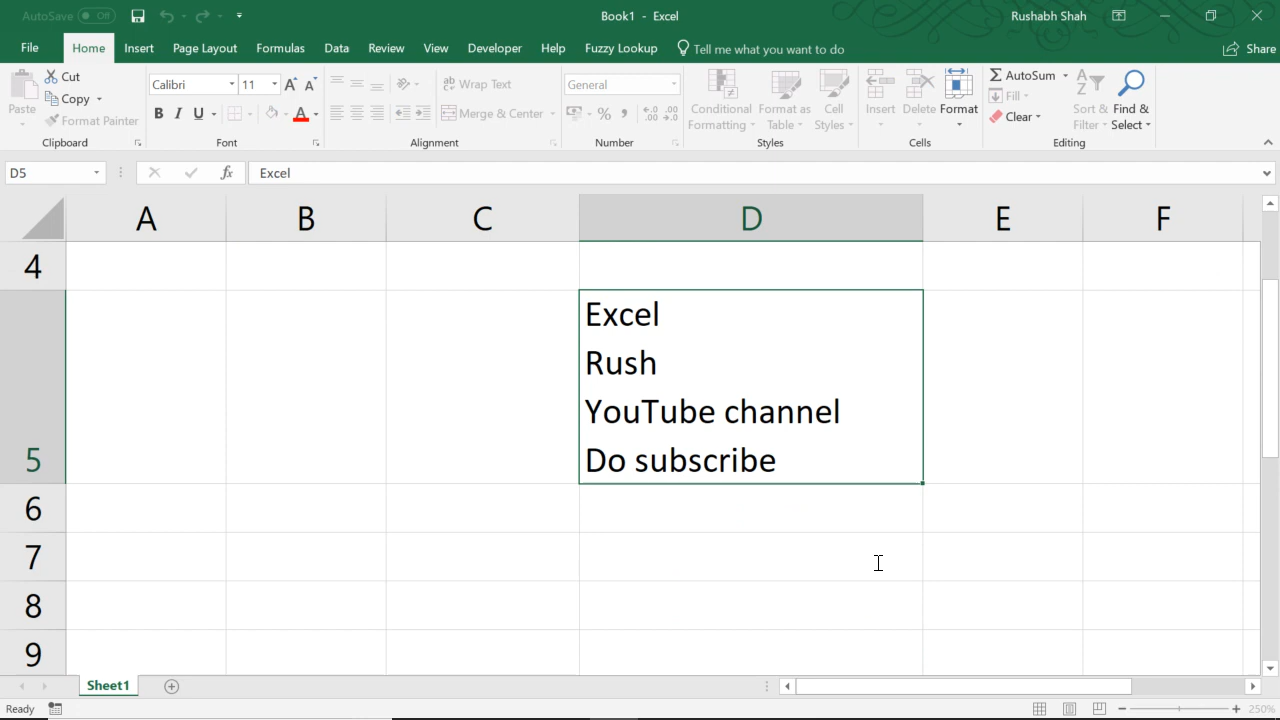 AutoSave Off
Book1 - Excel
Rushabh Shah
File Home Insert Page Layout Formulas Data Review View Developer Help Fuzzy Lookup Tell me what you want to do Share
Paste
Cut
Copy
Format Painter
Clipboard
Calibri 11
B I U
Font
Wrap Text
Merge & Center
Alignment
General
Number
Conditional Formatting
Format as Table
Cell Styles
Styles
Insert Delete Format
Cells
AutoSum
Fill
Clear
Sort & Filter
Find & Select
Editing
D5 fx Excel
A B C D E F
4
5
Excel
Rush
YouTube channel
Do subscribe
6
7
8
9
Sheet1
Ready 250%